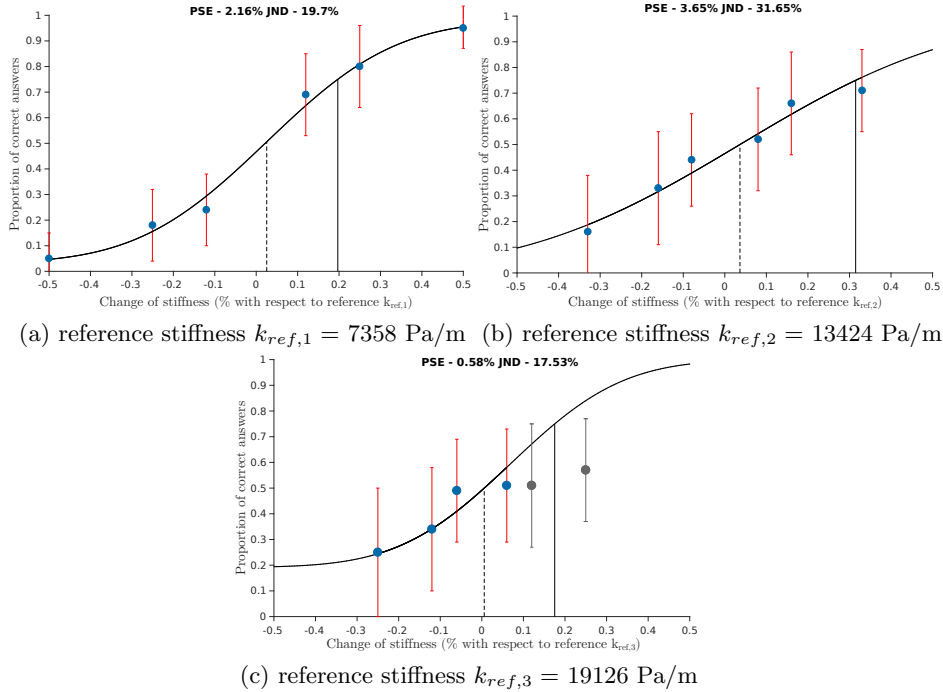 PSE - 2.16% JND - 19.7%
Proportion of correct answers
1
0.9
0.8
0.7
0.6
0.5
0.4
0.3
0.2
0.1
0
-0.5 -0.4 -0.3 -0.2 -0.1 0 0.1 0.2 0.3 0.4 0.5
Change of stiffness (% with respect to reference k_ref,1)
(a) reference stiffness k_ref,1 = 7358 Pa/m
PSE - 3.65% JND - 31.65%
Proportion of correct answers
1
0.9
0.8
0.7
0.6
0.5
0.4
0.3
0.2
0.1
0
-0.5 -0.4 -0.3 -0.2 -0.1 0 0.1 0.2 0.3 0.4 0.5
Change of stiffness (% with respect to reference k_ref,2)
(b) reference stiffness k_ref,2 = 13424 Pa/m
PSE - 0.58% JND - 17.53%
Proportion of correct answers
1
0.9
0.8
0.7
0.6
0.5
0.4
0.3
0.2
0.1
0
-0.5 -0.4 -0.3 -0.2 -0.1 0 0.1 0.2 0.3 0.4 0.5
Change of stiffness (% with respect to reference k_ref,3)
(c) reference stiffness k_ref,3 = 19126 Pa/m